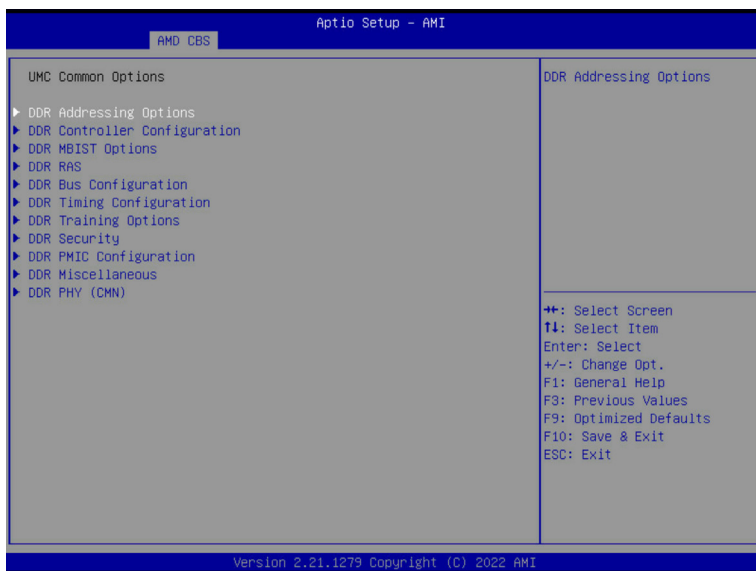 Aptio Setup – AMI
AMD CBS
UMC Common Options
DDR Addressing Options
DDR Controller Configuration
DDR MBIST Options
DDR RAS
DDR Bus Configuration
DDR Timing Configuration
DDR Training Options
DDR Security
DDR PMIC Configuration
DDR Miscellaneous
DDR PHY (CMN)
DDR Addressing Options
→←: Select Screen
↑↓: Select Item
Enter: Select
+/-: Change Opt.
F1: General Help
F3: Previous Values
F9: Optimized Defaults
F10: Save & Exit
ESC: Exit
Version 2.21.1279 Copyright (C) 2022 AMI